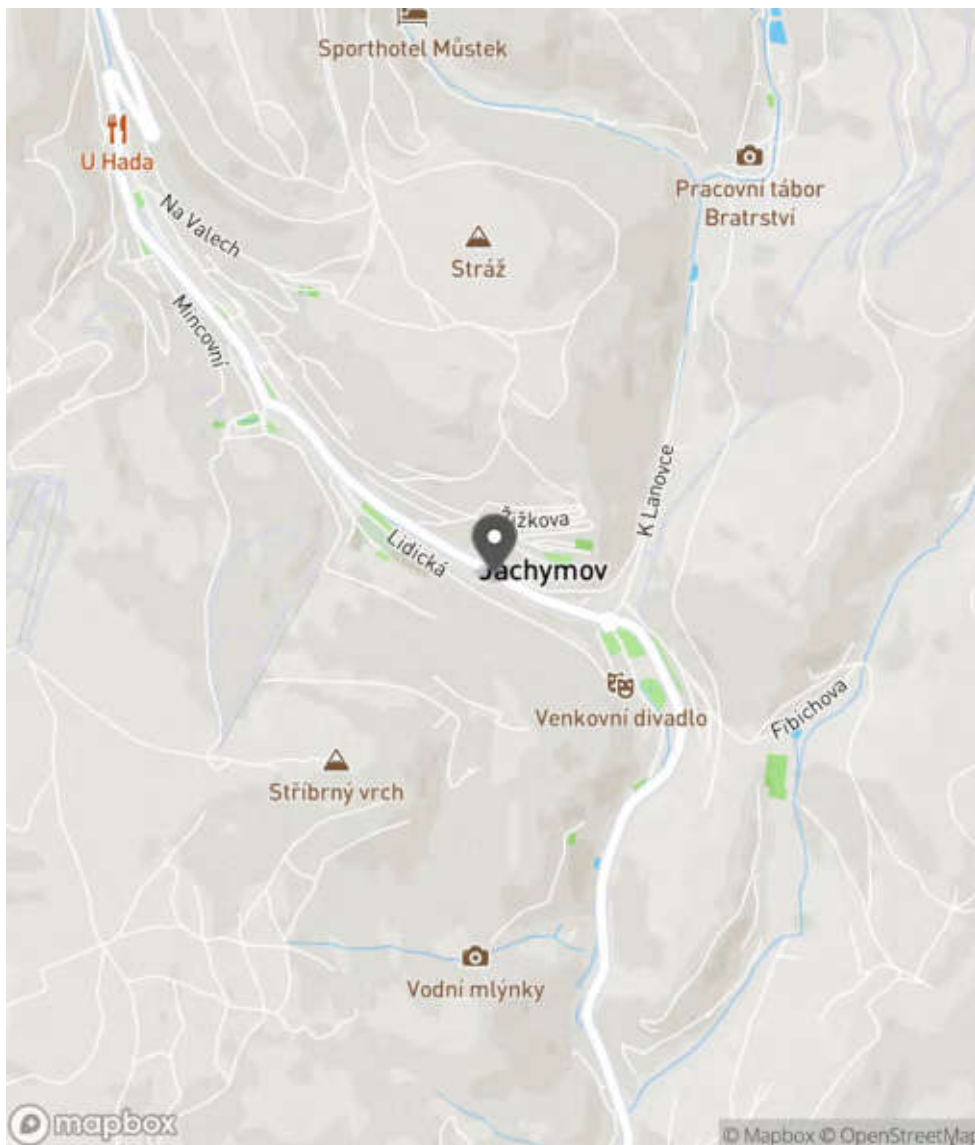 Sporthotel Můstek
U Hada
Pracovní tábor
Bratrství
Na Valech
Stráž
Mincovní
K Lanovce
Žižkova
Lidická
Jáchymov
Venkovní divadlo
Fibichova
Stříbrný vrch
Vodní mlýnky
mapbox
© Mapbox © OpenStreetMap